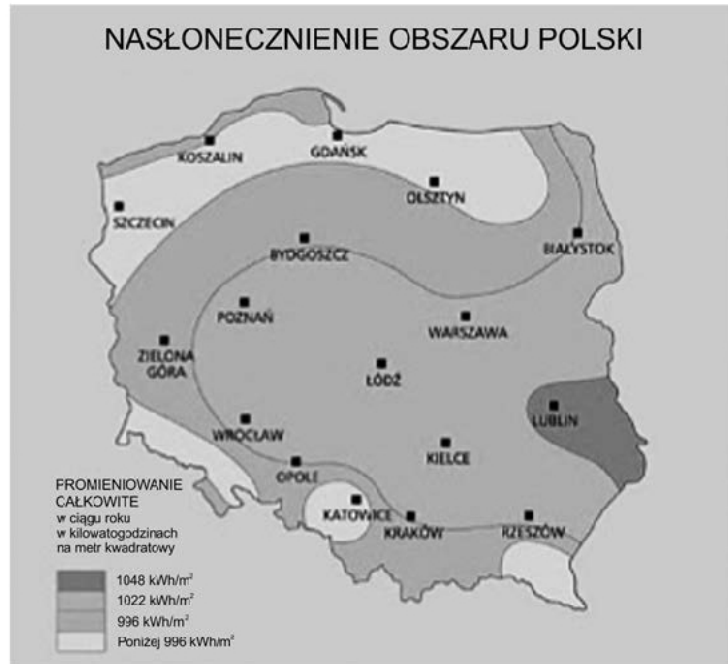 NASŁONECZNIENIE OBSZARU POLSKI
KOSZALIN
GDAŃSK
OLSZTYN
SZCZECIN
BIAŁYSTOK
BYDGOSZCZ
POZNAŃ
WARSZAWA
ZIELONA
GÓRA
ŁÓDŹ
LUBLIN
WROCŁAW
KIELCE
OPOLE
KATOWICE
KRAKÓW
RZESZÓW
PROMIENIOWANIE
CAŁKOWITE
w ciągu roku
w kilowatogodzinach
na metr kwadratowy
1048 kWh/m²
1022 kWh/m²
996 kWh/m²
Poniżej 996 kWh/m²